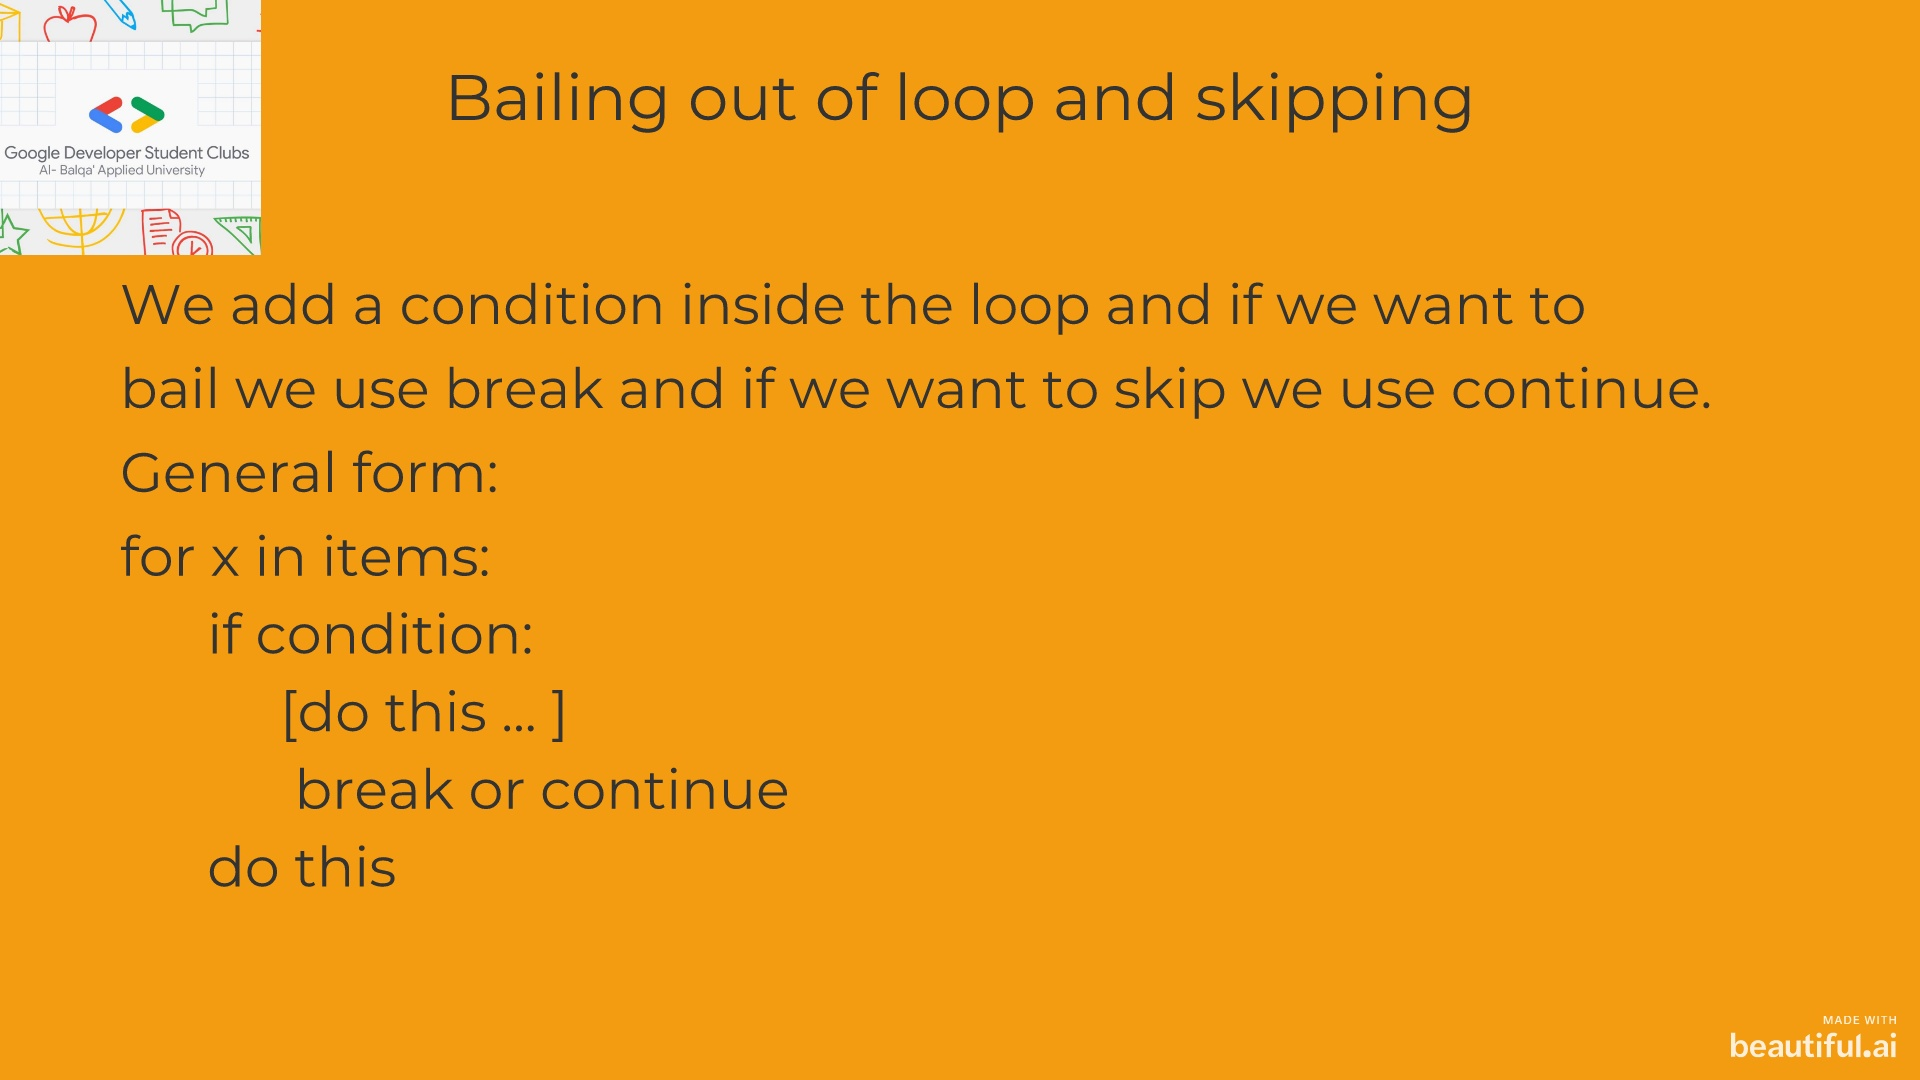 Google Developer Student Clubs
Al- Balqa' Applied University
Bailing out of loop and skipping
We add a condition inside the loop and if we want to
bail we use break and if we want to skip we use continue.
General form:
for x in items:
if condition:
[do this ... ]
break or continue
do this
MADE WITH
beautiful.ai